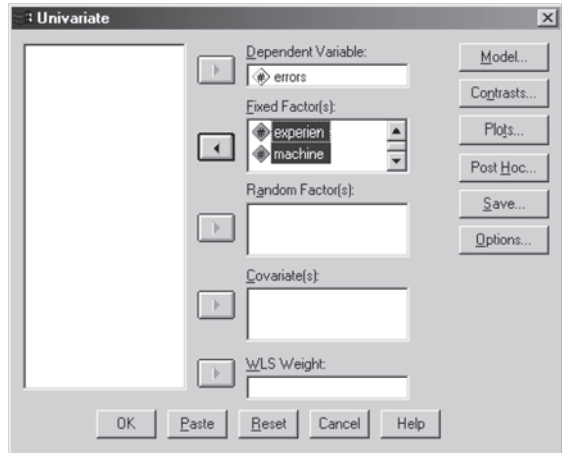 Univariate
Dependent Variable:
errors
Fixed Factor(s):
experien
machine
Random Factor(s):
Covariate(s):
WLS Weight:
Model...
Contrasts...
Plots...
Post Hoc...
Save...
Options...
OK
Paste
Reset
Cancel
Help